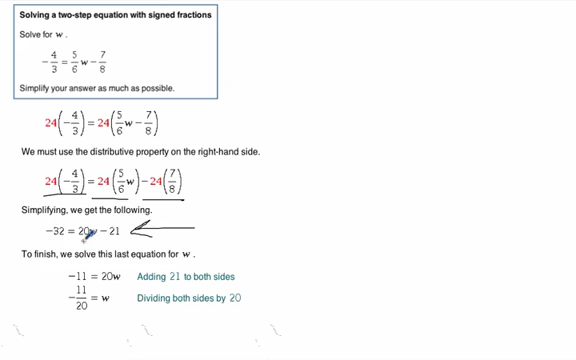 Solving a two-step equation with signed fractions
Solve for w .
-4/3 = 5/6 w - 7/8
Simplify your answer as much as possible.
24(-4/3) = 24(5/6 w - 7/8)
We must use the distributive property on the right-hand side.
24(-4/3) = 24(5/6 w) - 24(7/8)
Simplifying, we get the following.
-32 = 20w - 21
To finish, we solve this last equation for w .
-11 = 20w Adding 21 to both sides
-11/20 = w Dividing both sides by 20